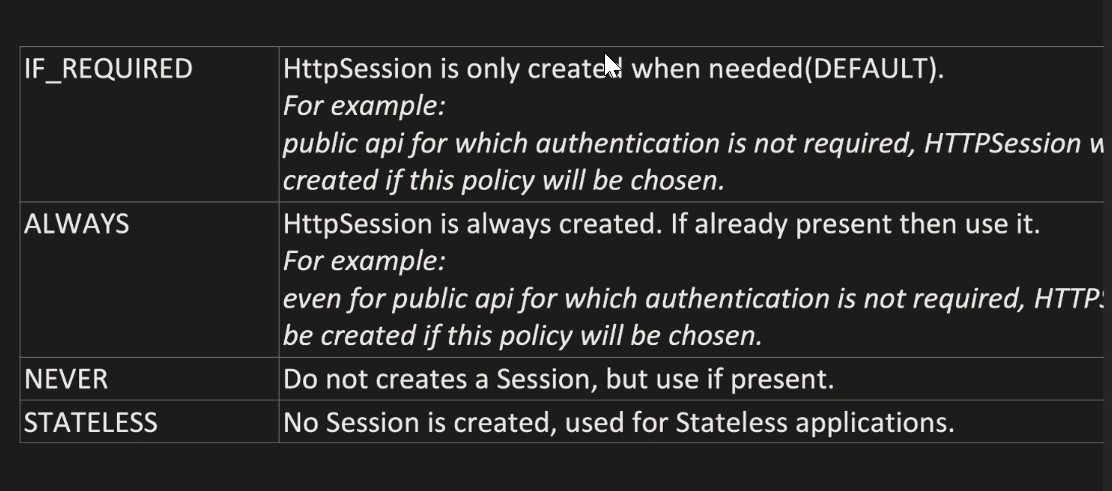 IF_REQUIRED
HttpSession is only created when needed(DEFAULT).
For example:
public api for which authentication is not required, HTTPSession
created if this policy will be chosen.
ALWAYS
HttpSession is always created. If already present then use it.
For example:
even for public api for which authentication is not required,
be created if this policy will be chosen.
NEVER
Do not creates a Session, but use if present.
STATELESS
No Session is created, used for Stateless applications.